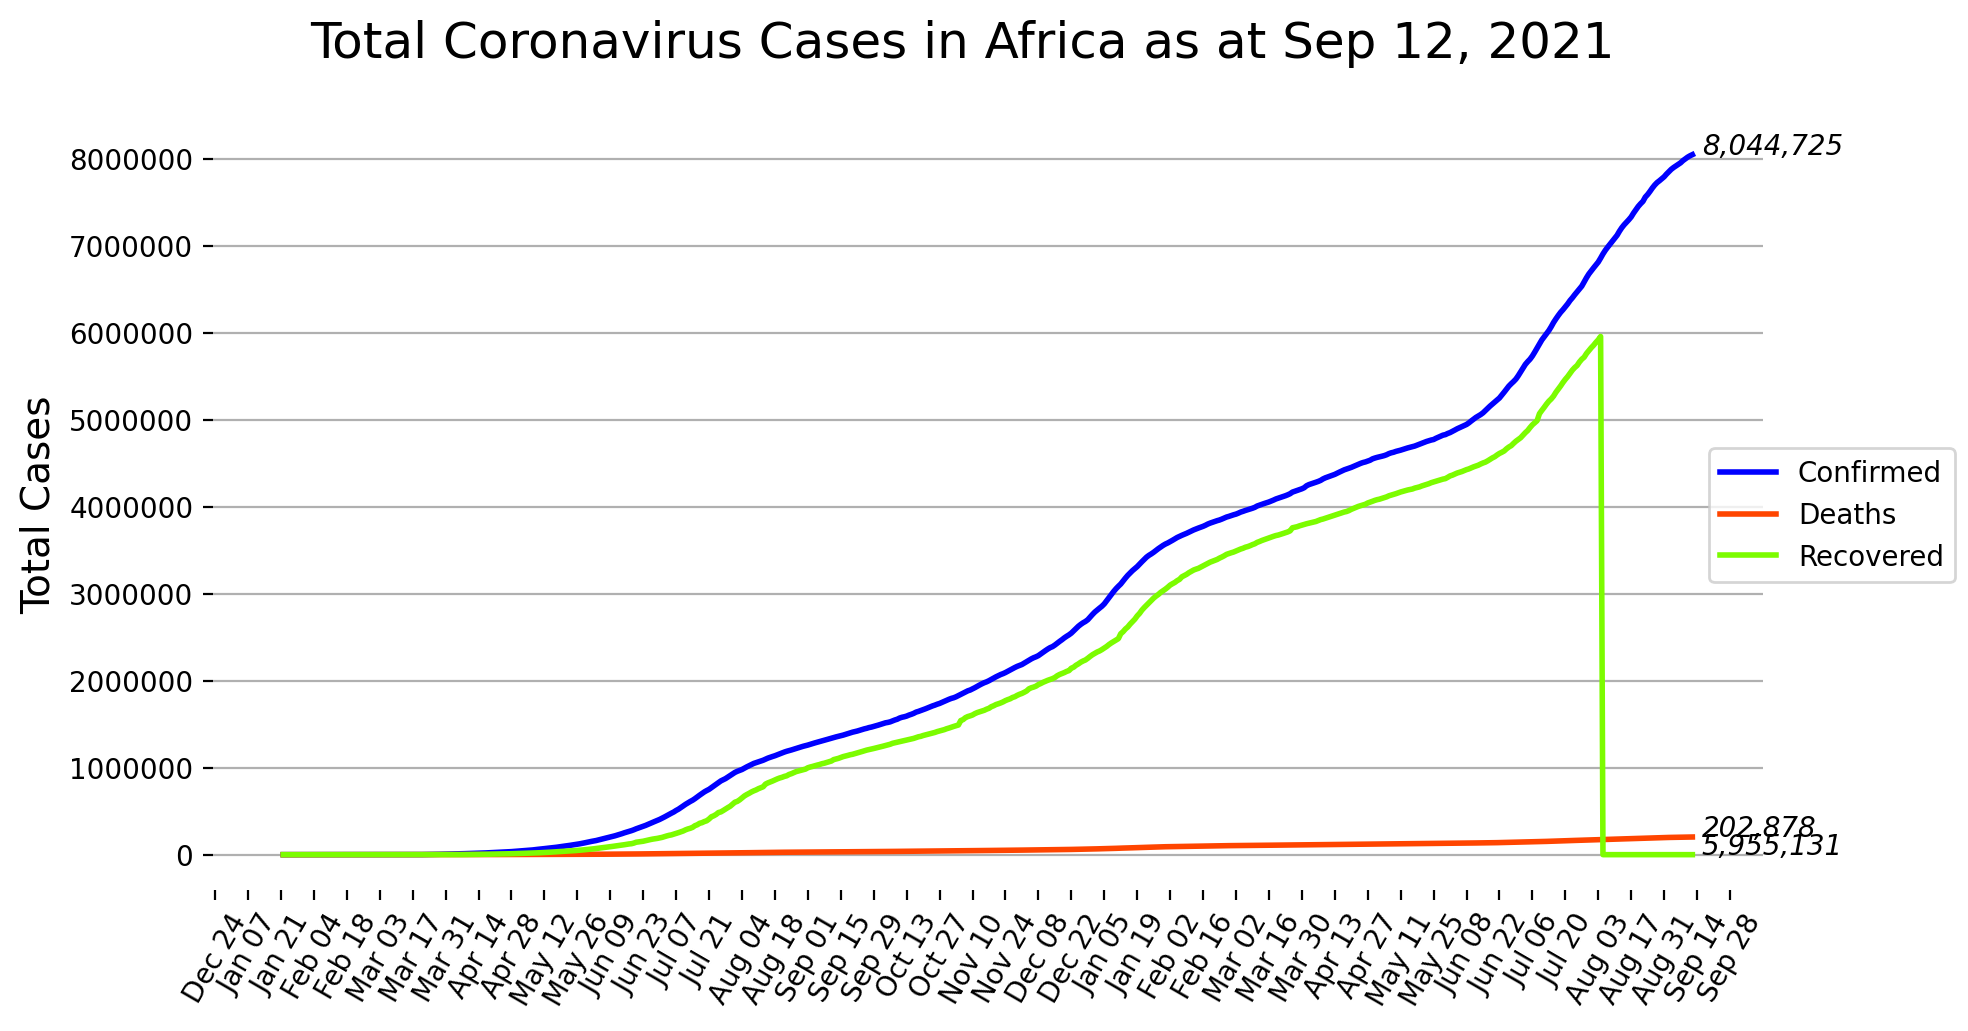 Total Coronavirus Cases in Africa as at Sep 12, 2021
Total Cases
8000000
7000000
6000000
5000000
4000000
3000000
2000000
1000000
0
8,044,725
202,878
5,955,131
Confirmed
Deaths
Recovered
Dec 24
Jan 07
Jan 21
Feb 04
Feb 18
Mar 03
Mar 17
Mar 31
Apr 14
Apr 28
May 12
May 26
Jun 09
Jun 23
Jul 07
Jul 21
Aug 04
Aug 18
Sep 01
Sep 15
Sep 29
Oct 13
Oct 27
Nov 10
Nov 24
Dec 08
Dec 22
Jan 05
Jan 19
Feb 02
Feb 16
Mar 02
Mar 16
Mar 30
Apr 13
Apr 27
May 11
May 25
Jun 08
Jun 22
Jul 06
Jul 20
Aug 03
Aug 17
Aug 31
Sep 14
Sep 28